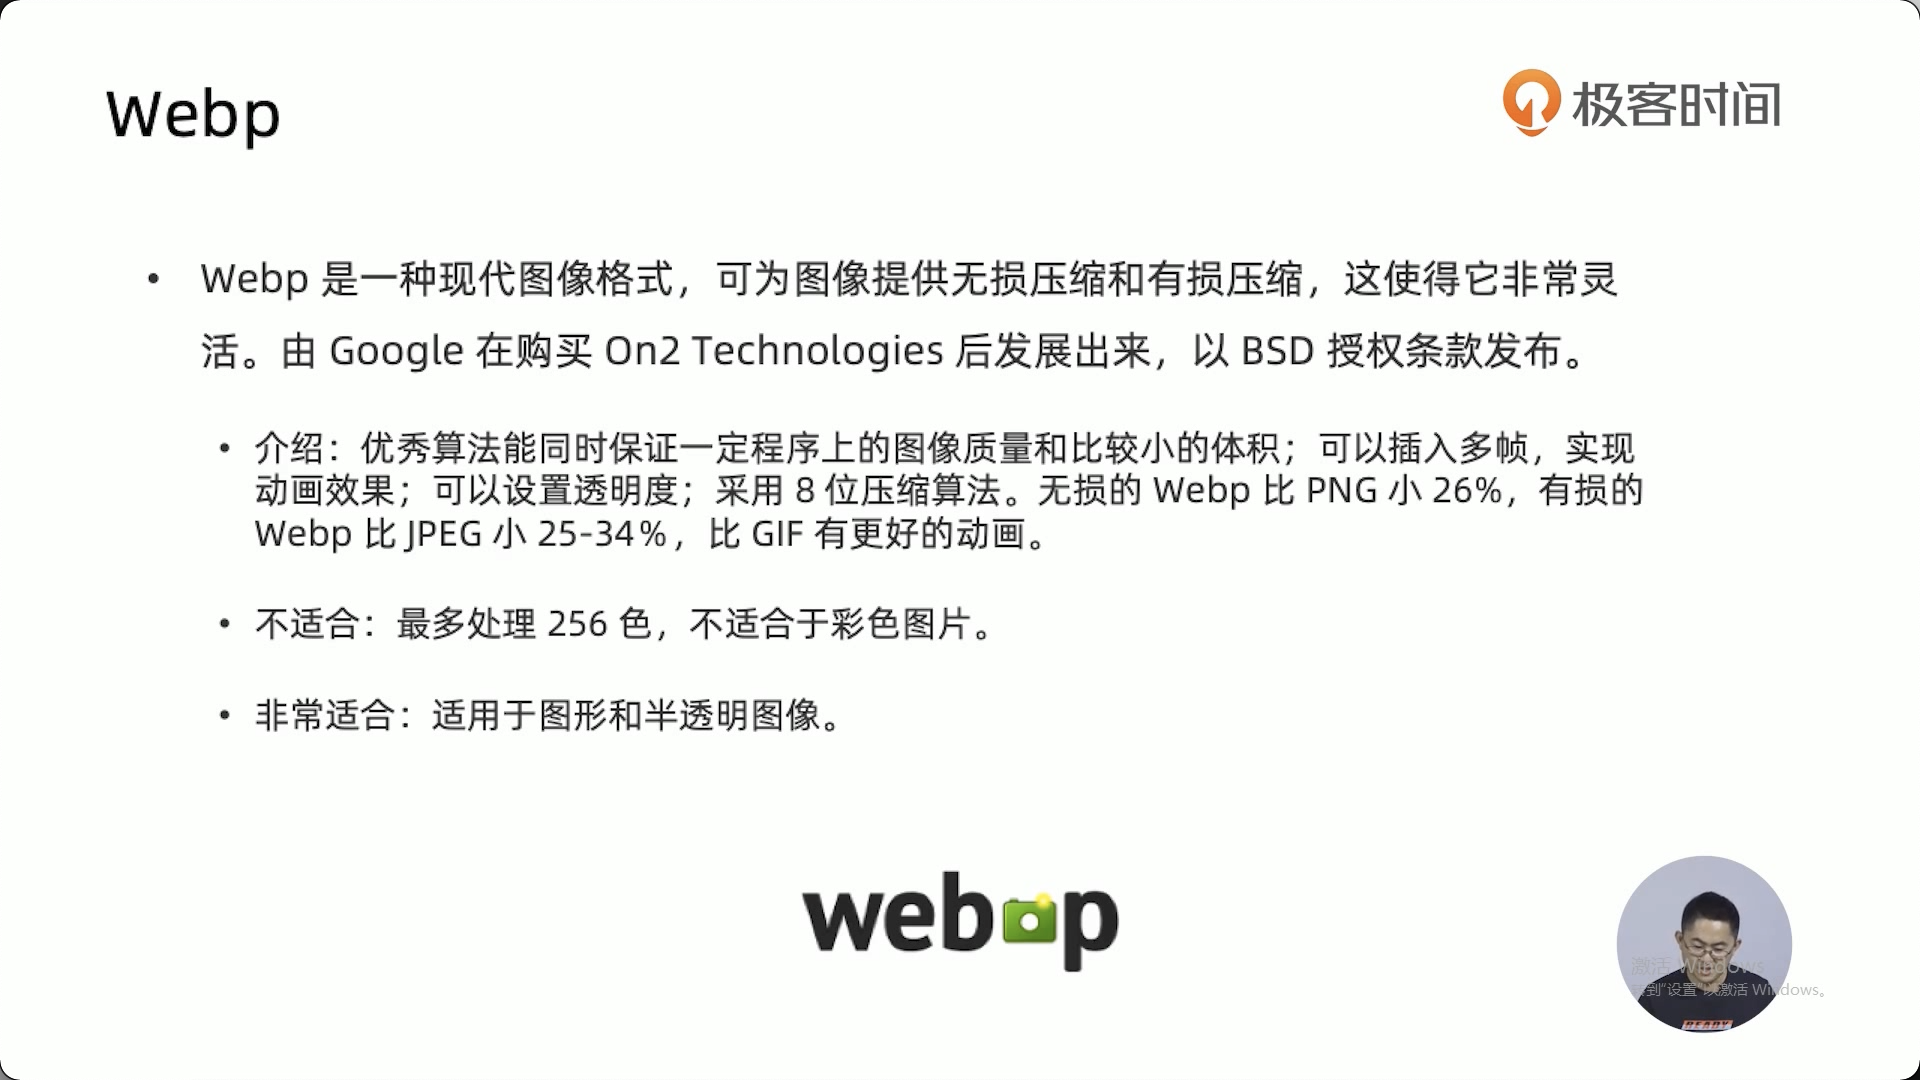 Webp
极客时间
• Webp 是一种现代图像格式，可为图像提供无损压缩和有损压缩，这使得它非常灵
活。由 Google 在购买 On2 Technologies 后发展出来，以 BSD 授权条款发布。
• 介绍：优秀算法能同时保证一定程序上的图像质量和比较小的体积；可以插入多帧，实现
动画效果；可以设置透明度；采用 8 位压缩算法。无损的 Webp 比 PNG 小 26%，有损的
Webp 比 JPEG 小 25-34%，比 GIF 有更好的动画。
• 不适合：最多处理 256 色，不适合于彩色图片。
• 非常适合：适用于图形和半透明图像。
webp
激活 Windows
转到“设置”以激活 Windows。
READY